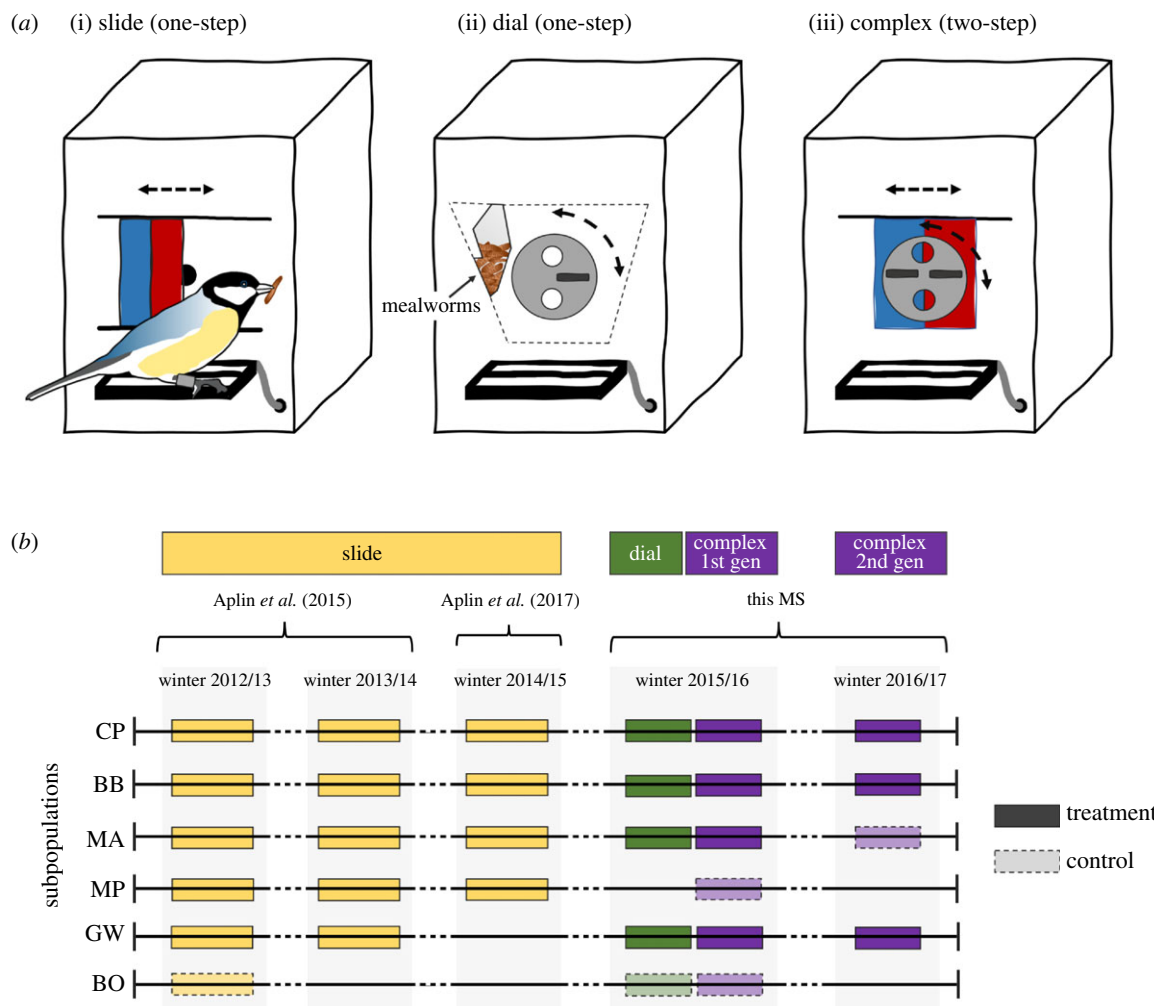 (a) (i) slide (one-step) (ii) dial (one-step) (iii) complex (two-step)
mealworms
(b)
slide dial complex
1st gen complex
2nd gen
Aplin et al. (2015) Aplin et al. (2017) this MS
winter 2012/13 winter 2013/14 winter 2014/15 winter 2015/16 winter 2016/17
subpopulations
CP
BB
MA
MP
GW
BO
treatment
control